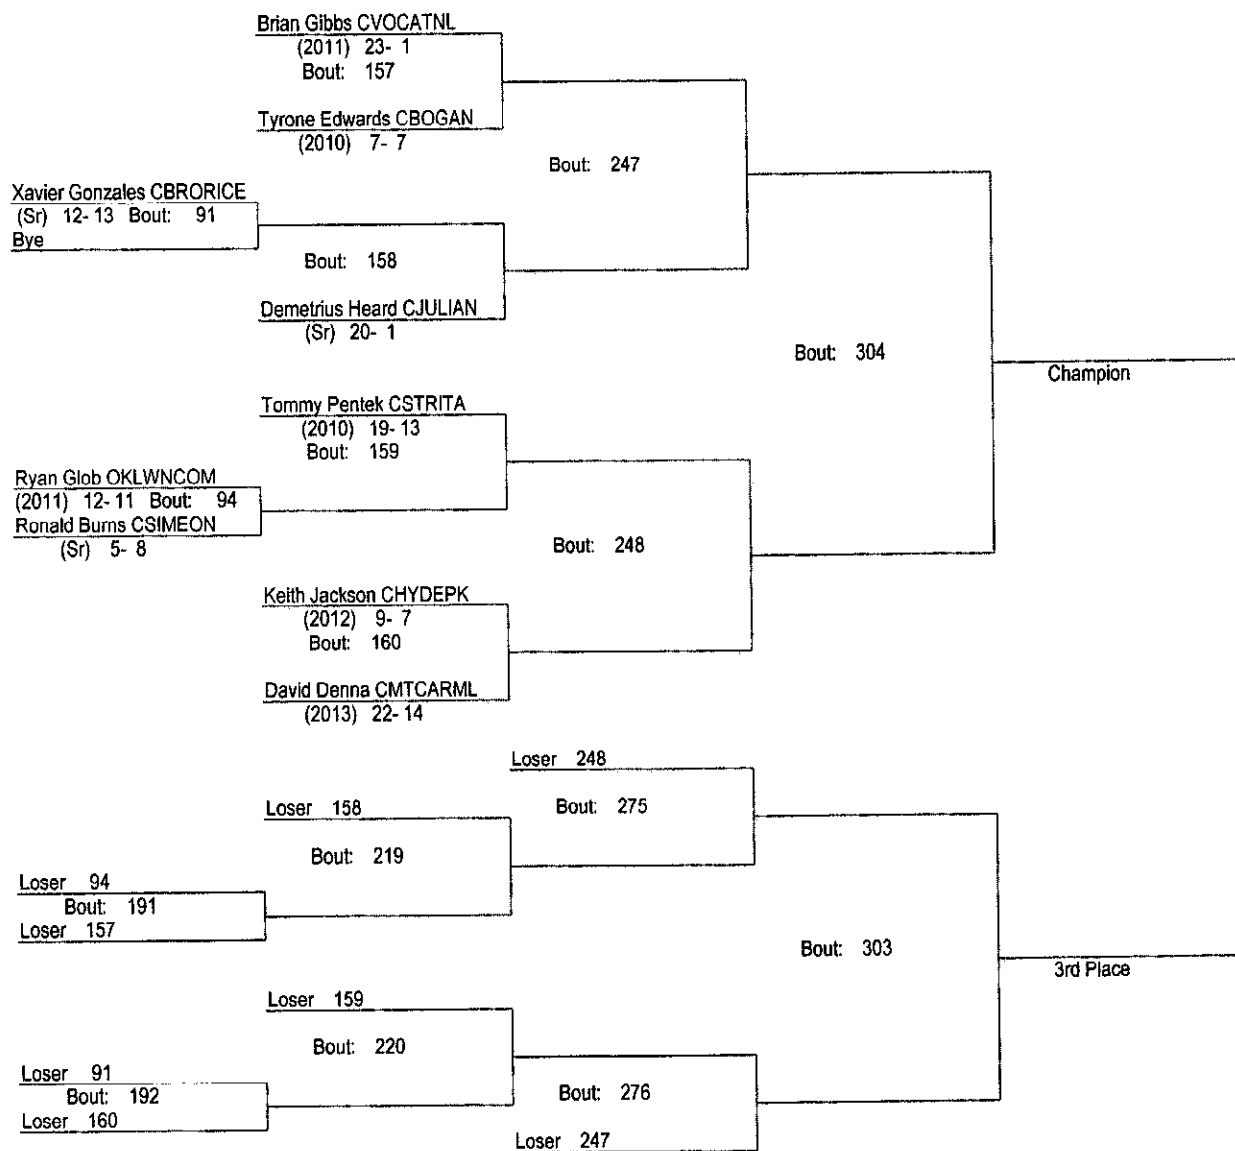 Brian Gibbs CVOCATNL
(2011) 23- 1
Bout: 157
Tyrone Edwards CBOGAN
(2010) 7- 7
Bout: 247
Xavier Gonzales CBRORICE
(Sr) 12- 13 Bout: 91
Bye
Bout: 158
Demetrius Heard CJULIAN
(Sr) 20- 1
Bout: 304
Champion
Tommy Pentek CSTRITA
(2010) 19- 13
Bout: 159
Ryan Glob OKLWNCOM
(2011) 12- 11 Bout: 94
Ronald Burns CSIMEON
(Sr) 5- 8
Bout: 248
Keith Jackson CHYDEPK
(2012) 9- 7
Bout: 160
David Denna CMTCARML
(2013) 22- 14
Loser 248
Bout: 275
Loser 158
Bout: 219
Loser 94
Bout: 191
Loser 157
Bout: 303
3rd Place
Loser 159
Bout: 220
Loser 91
Bout: 192
Loser 160
Bout: 276
Loser 247